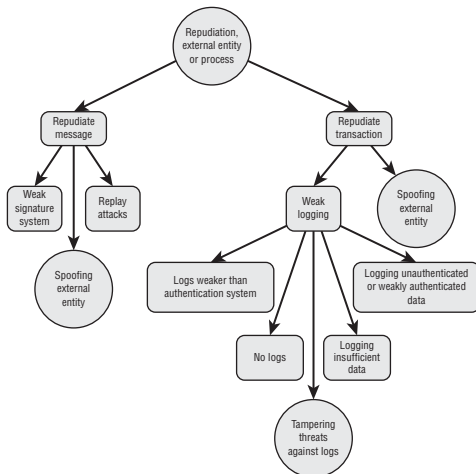 Repudiation,
external entity
or process
Repudiate
message
Repudiate
transaction
Weak
signature
system
Replay
attacks
Spoofing
external
entity
Weak
logging
Spoofing
external
entity
Logs weaker than
authentication system
Logging unauthenticated
or weakly authenticated
data
No logs
Logging
insufficient
data
Tampering
threats
against logs